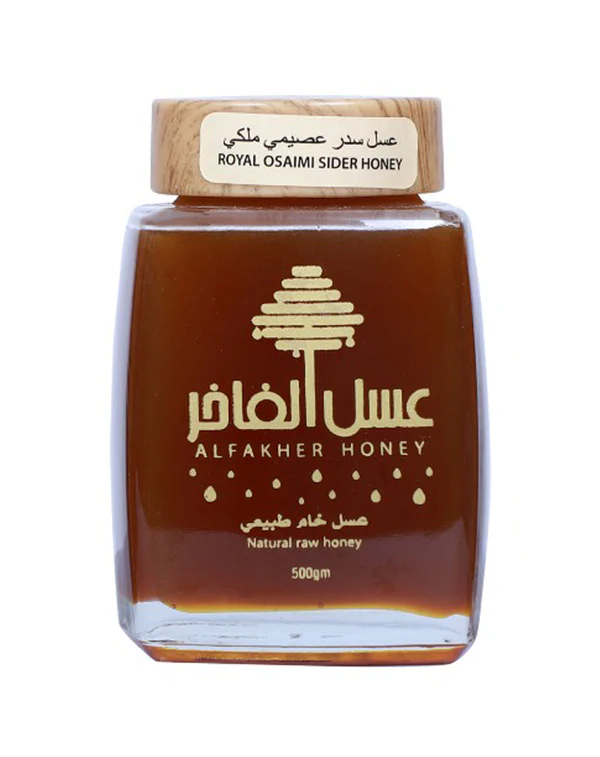 عسل سدر عصيمي ملكي
ROYAL OSAIMI SIDER HONEY
عسل الفاخر
ALFAKHER HONEY
عسل خام طبيعي
Natural raw honey
500gm